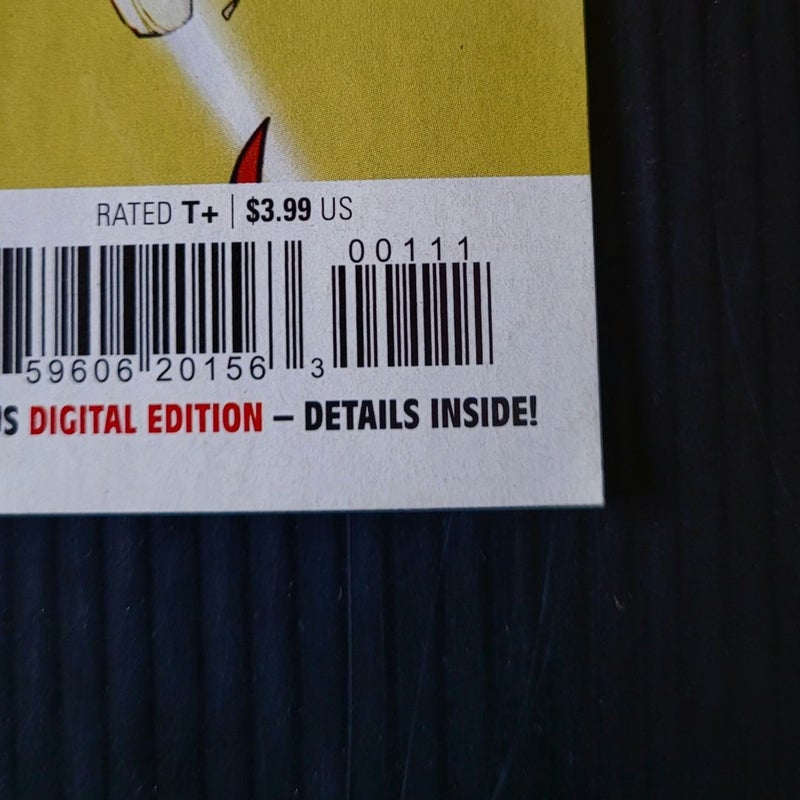 RATED T+ | $3.99 US
00111
59606 20156 3
DIGITAL EDITION – DETAILS INSIDE!